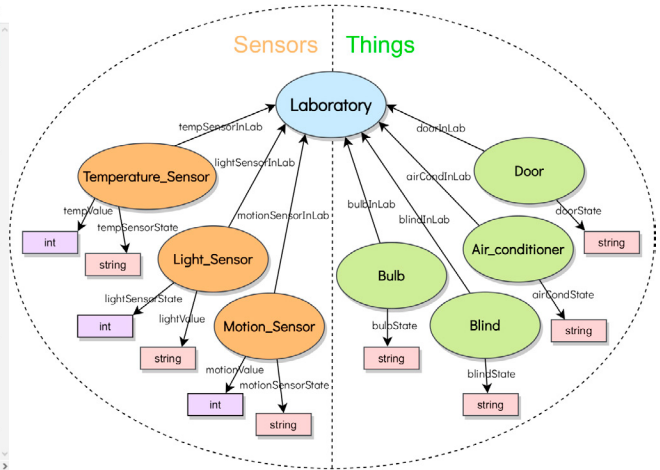 Sensors
Things
Laboratory
tempSensorInLab
doorInLab
lightSensorInLab
Temperature_Sensor
airCondInLab
Door
bulbInLab
motionSensorInLab
blindInLab
tempValue
tempSensorState
doorState
int
string
string
Light_Sensor
Air_conditioner
Bulb
lightSensorState
airCondState
lightValue
int
Motion_Sensor
bulbState
Blind
string
string
string
motionValue
motionSensorState
blindState
int
string
string